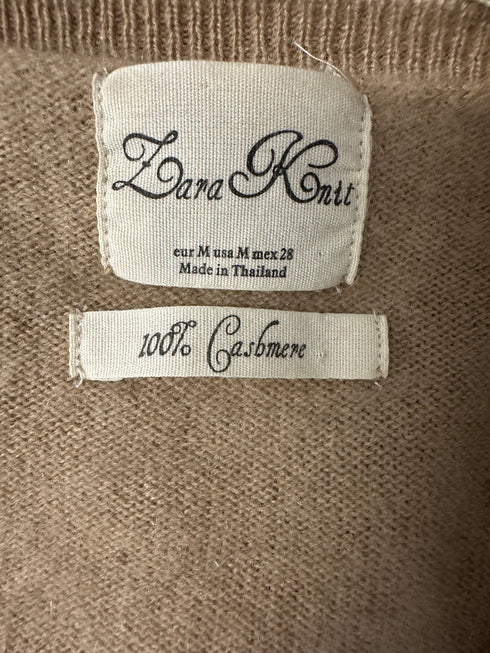 Zara Knit
eur M usa M mex 28
Made in Thailand
100% Cashmere